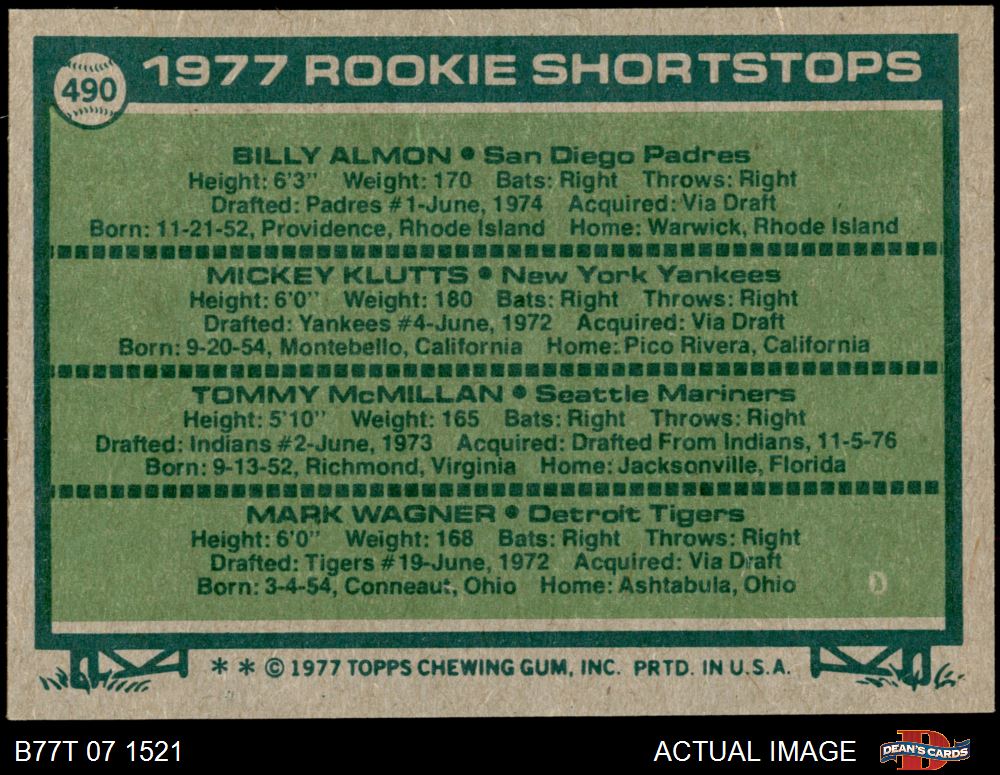 490
1977 ROOKIE SHORTSTOPS
BILLY ALMON • San Diego Padres
Height: 6'3" Weight: 170 Bats: Right Throws: Right
Drafted: Padres #1-June, 1974 Acquired: Via Draft
Born: 11-21-52, Providence, Rhode Island Home: Warwick, Rhode Island
MICKEY KLUTTS • New York Yankees
Height: 6'0" Weight: 180 Bats: Right Throws: Right
Drafted: Yankees #4-June, 1972 Acquired: Via Draft
Born: 9-20-54, Montebello, California Home: Pico Rivera, California
TOMMY McMILLAN • Seattle Mariners
Height: 5'10" Weight: 165 Bats: Right Throws: Right
Drafted: Indians #2-June, 1973 Acquired: Drafted From Indians, 11-5-76
Born: 9-13-52, Richmond, Virginia Home: Jacksonville, Florida
MARK WAGNER • Detroit Tigers
Height: 6'0" Weight: 168 Bats: Right Throws: Right
Drafted: Tigers #19-June, 1972 Acquired: Via Draft
Born: 3-4-54, Conneaut, Ohio Home: Ashtabula, Ohio
D
* * © 1977 TOPPS CHEWING GUM, INC. PRTD. IN U.S.A.
B77T 07 1521 ACTUAL IMAGE D DEAN'S CARDS